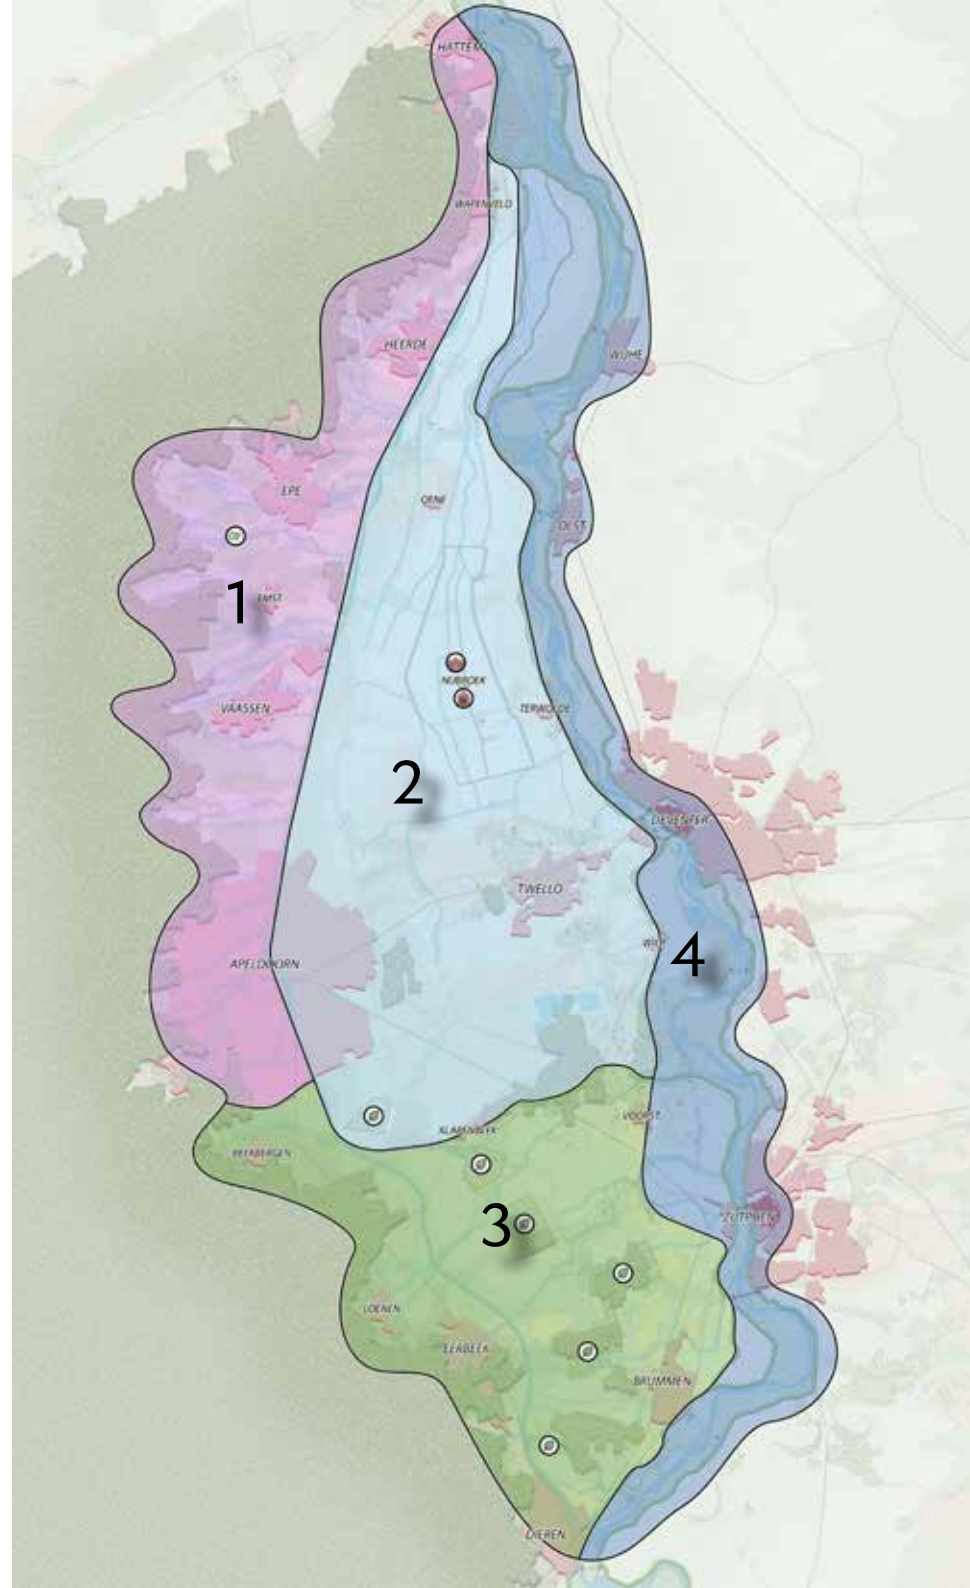 HATTEM
WAPENVELD
HEERDE
WIJHE
EPE
OENE
OLST
1
EMST
NIJBROEK
VAASSEN
TERWOLDE
2
DEVENTER
TWELLO
4
APELDOORN
VOORST
KLARENBEEK
BEEKBERGEN
3
ZUTPHEN
LOENEN
EERBEEK
BRUMMEN
DIEREN